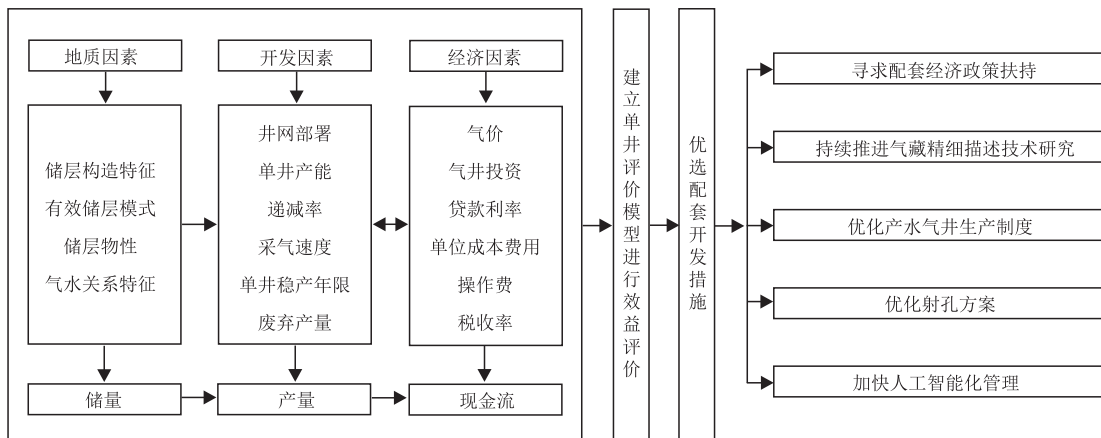 地质因素
储层构造特征
有效储层模式
储层物性
气水关系特征
储量
开发因素
井网部署
单井产能
递减率
采气速度
单井稳产年限
废弃产量
产量
经济因素
气价
气井投资
贷款利率
单位成本费用
操作费
税收率
现金流
建立单井评价模型进行效益评价
优选配套开发措施
寻求配套经济政策扶持
持续推进气藏精细描述技术研究
优化产水气井生产制度
优化射孔方案
加快人工智能化管理